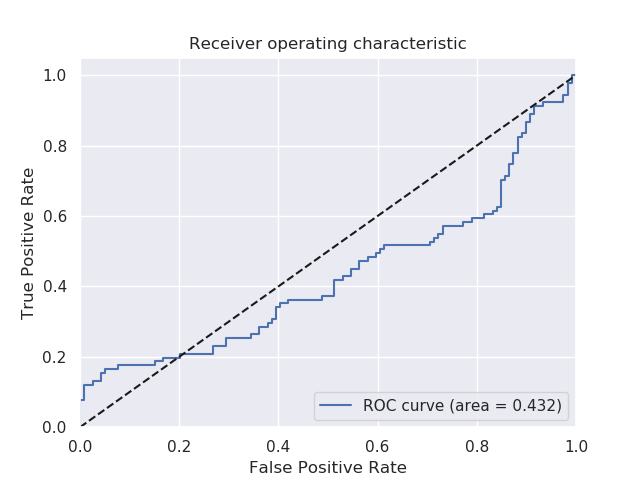 Receiver operating characteristic
True Positive Rate
1.0
0.8
0.6
0.4
0.2
0.0
ROC curve (area = 0.432)
0.0 0.2 0.4 0.6 0.8 1.0
False Positive Rate